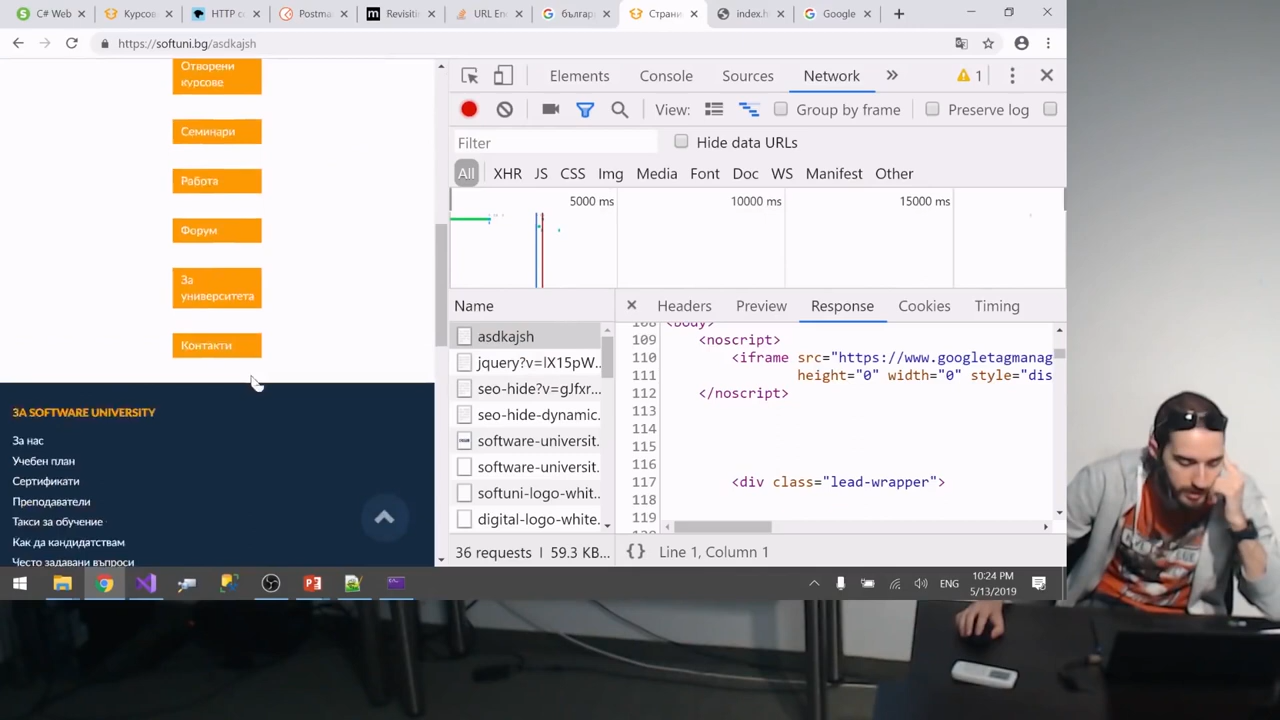 C# Web
Курсов
HTTP co
Postma
Revisiti
URL En
българ
Страни
index.h
Google
https://softuni.bg/asdkajsh
Отворени
курсове
Семинари
Работа
Форум
За
университета
Контакти
ЗА SOFTWARE UNIVERSITY
За нас
Учебен план
Сертификати
Преподаватели
Такси за обучение
Как да кандидатствам
Често задавани въпроси
Elements
Console
Sources
Network
1
View:
Group by frame
Preserve log
Filter
Hide data URLs
All
XHR
JS
CSS
Img
Media
Font
Doc
WS
Manifest
Other
5000 ms
10000 ms
15000 ms
Name
Headers
Preview
Response
Cookies
Timing
asdkajsh
jquery?v=lX15pW...
seo-hide?v=gJfxr...
seo-hide-dynamic...
software-universit...
software-universit...
softuni-logo-whit...
digital-logo-white...
36 requests | 59.3 KB...
108 <body>
109 <noscript>
110 <iframe src="https://www.googletagmanag
111 height="0" width="0" style="dis
112 </noscript>
113
114
115
116
117 <div class="lead-wrapper">
118
119
{} Line 1, Column 1
ENG
10:24 PM
5/13/2019